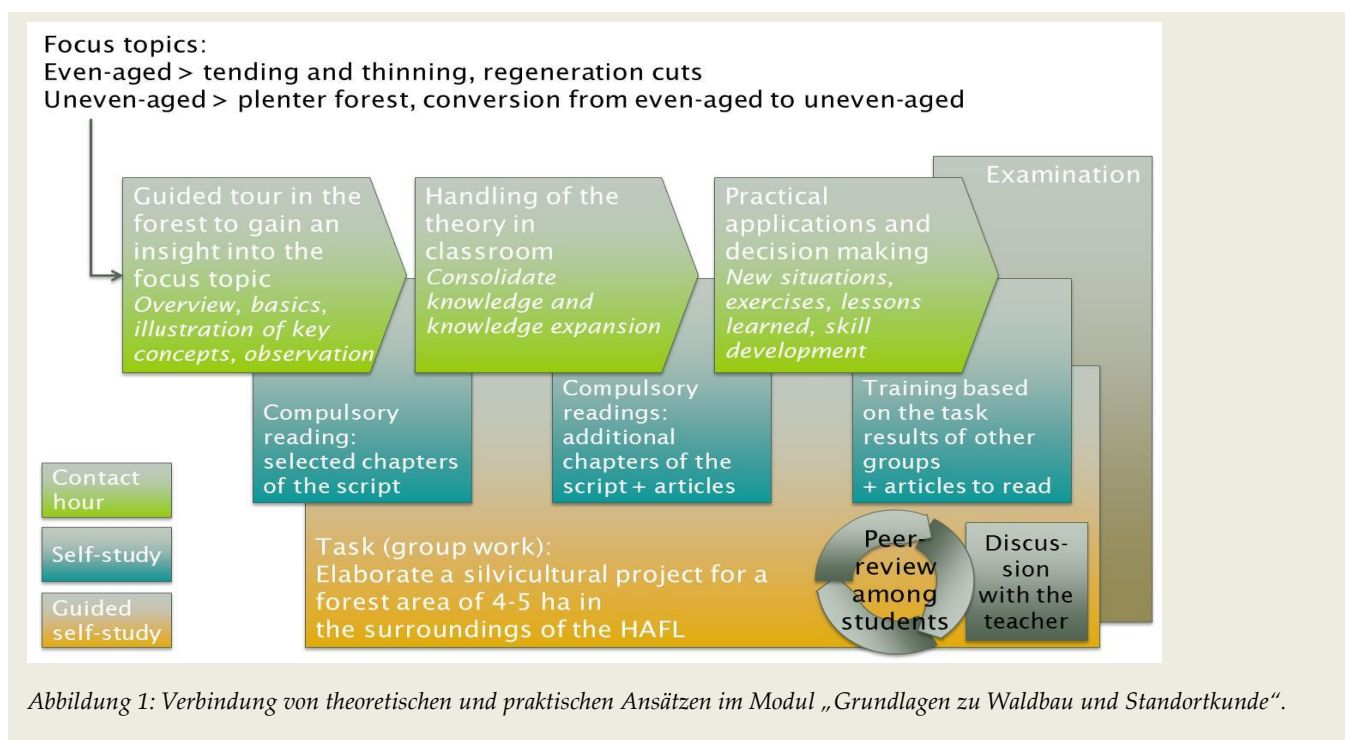 Focus topics:
Even-aged > tending and thinning, regeneration cuts
Uneven-aged > plenter forest, conversion from even-aged to uneven-aged
Examination
Guided tour in the
forest to gain an
insight into the
focus topic
Overview, basics,
illustration of key
concepts, observation
Handling of the
theory in
classroom
Consolidate
knowledge and
knowledge expansion
Practical
applications and
decision making
New situations,
exercises, lessons
learned, skill
development
Compulsory
reading:
selected chapters
of the script
Compulsory
readings:
additional
chapters of the
script + articles
Training based
on the task
results of other
groups
+ articles to read
Contact
hour
Self-study
Guided
self-study
Task (group work):
Elaborate a silvicultural project for a
forest area of 4-5 ha in
the surroundings of the HAFL
Peer-
review
among
students
Discus-
sion
with the
teacher
Abbildung 1: Verbindung von theoretischen und praktischen Ansätzen im Modul „Grundlagen zu Waldbau und Standortkunde“.